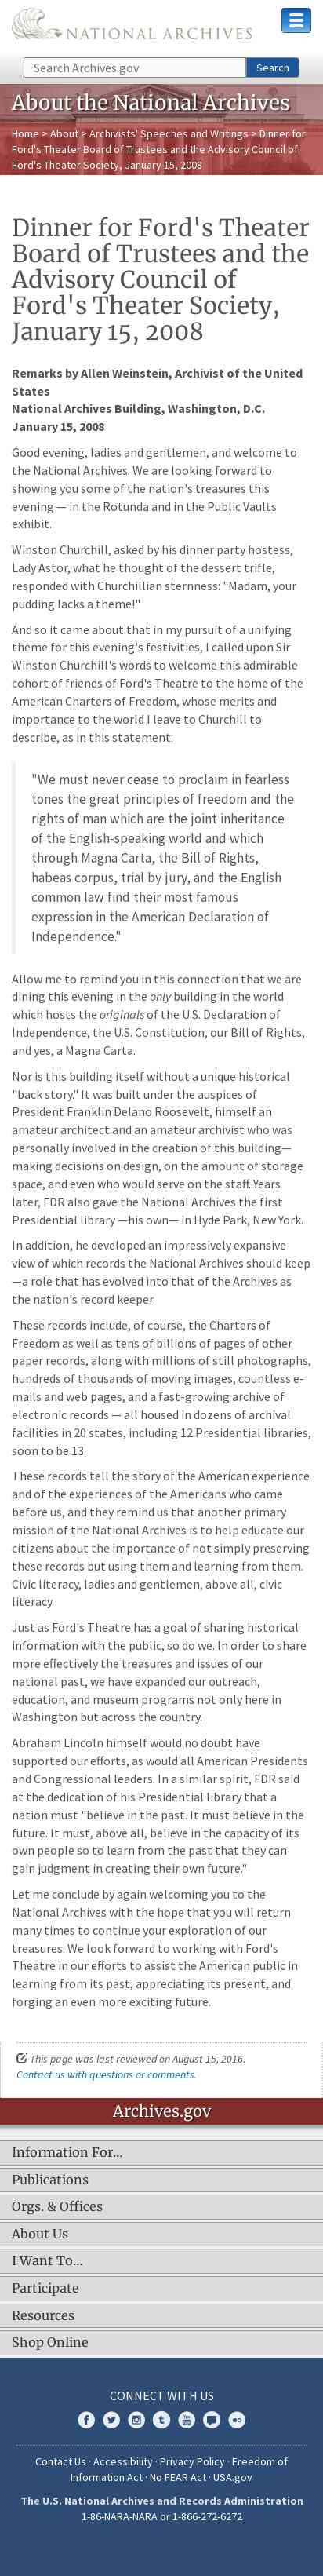 NATIONAL ARCHIVES
Search Archives.gov
Search
About the National Archives
Home > About > Archivists' Speeches and Writings > Dinner for
Ford's Theater Board of Trustees and the Advisory Council of
Ford's Theater Society, January 15, 2008
Dinner for Ford's Theater
Board of Trustees and the
Advisory Council of
Ford's Theater Society,
January 15, 2008
Remarks by Allen Weinstein, Archivist of the United
States
National Archives Building, Washington, D.C.
January 15, 2008
Good evening, ladies and gentlemen, and welcome to
the National Archives. We are looking forward to
showing you some of the nation's treasures this
evening — in the Rotunda and in the Public Vaults
exhibit.
Winston Churchill, asked by his dinner party hostess,
Lady Astor, what he thought of the dessert trifle,
responded with Churchillian sternness: "Madam, your
pudding lacks a theme!"
And so it came about that in my pursuit of a unifying
theme for this evening's festivities, I called upon Sir
Winston Churchill's words to welcome this admirable
cohort of friends of Ford's Theatre to the home of the
American Charters of Freedom, whose merits and
importance to the world I leave to Churchill to
describe, as in this statement:
"We must never cease to proclaim in fearless
tones the great principles of freedom and the
rights of man which are the joint inheritance
of the English-speaking world and which
through Magna Carta, the Bill of Rights,
habeas corpus, trial by jury, and the English
common law find their most famous
expression in the American Declaration of
Independence."
Allow me to remind you in this connection that we are
dining this evening in the only building in the world
which hosts the originals of the U.S. Declaration of
Independence, the U.S. Constitution, our Bill of Rights,
and yes, a Magna Carta.
Nor is this building itself without a unique historical
"back story." It was built under the auspices of
President Franklin Delano Roosevelt, himself an
amateur architect and an amateur archivist who was
personally involved in the creation of this building—
making decisions on design, on the amount of storage
space, and even who would serve on the staff. Years
later, FDR also gave the National Archives the first
Presidential library —his own— in Hyde Park, New York.
In addition, he developed an impressively expansive
view of which records the National Archives should keep
—a role that has evolved into that of the Archives as
the nation's record keeper.
These records include, of course, the Charters of
Freedom as well as tens of billions of pages of other
paper records, along with millions of still photographs,
hundreds of thousands of moving images, countless e-
mails and web pages, and a fast-growing archive of
electronic records — all housed in dozens of archival
facilities in 20 states, including 12 Presidential libraries,
soon to be 13.
These records tell the story of the American experience
and of the experiences of the Americans who came
before us, and they remind us that another primary
mission of the National Archives is to help educate our
citizens about the importance of not simply preserving
these records but using them and learning from them.
Civic literacy, ladies and gentlemen, above all, civic
literacy.
Just as Ford's Theatre has a goal of sharing historical
information with the public, so do we. In order to share
more effectively the treasures and issues of our
national past, we have expanded our outreach,
education, and museum programs not only here in
Washington but across the country.
Abraham Lincoln himself would no doubt have
supported our efforts, as would all American Presidents
and Congressional leaders. In a similar spirit, FDR said
at the dedication of his Presidential library that a
nation must "believe in the past. It must believe in the
future. It must, above all, believe in the capacity of its
own people so to learn from the past that they can
gain judgment in creating their own future."
Let me conclude by again welcoming you to the
National Archives with the hope that you will return
many times to continue your exploration of our
treasures. We look forward to working with Ford's
Theatre in our efforts to assist the American public in
learning from its past, appreciating its present, and
forging an even more exciting future.
This page was last reviewed on August 15, 2016.
Contact us with questions or comments.
Archives.gov
Information For…
Publications
Orgs. & Offices
About Us
I Want To…
Participate
Resources
Shop Online
CONNECT WITH US
Contact Us · Accessibility · Privacy Policy · Freedom of
Information Act · No FEAR Act · USA.gov
The U.S. National Archives and Records Administration
1-86-NARA-NARA or 1-866-272-6272